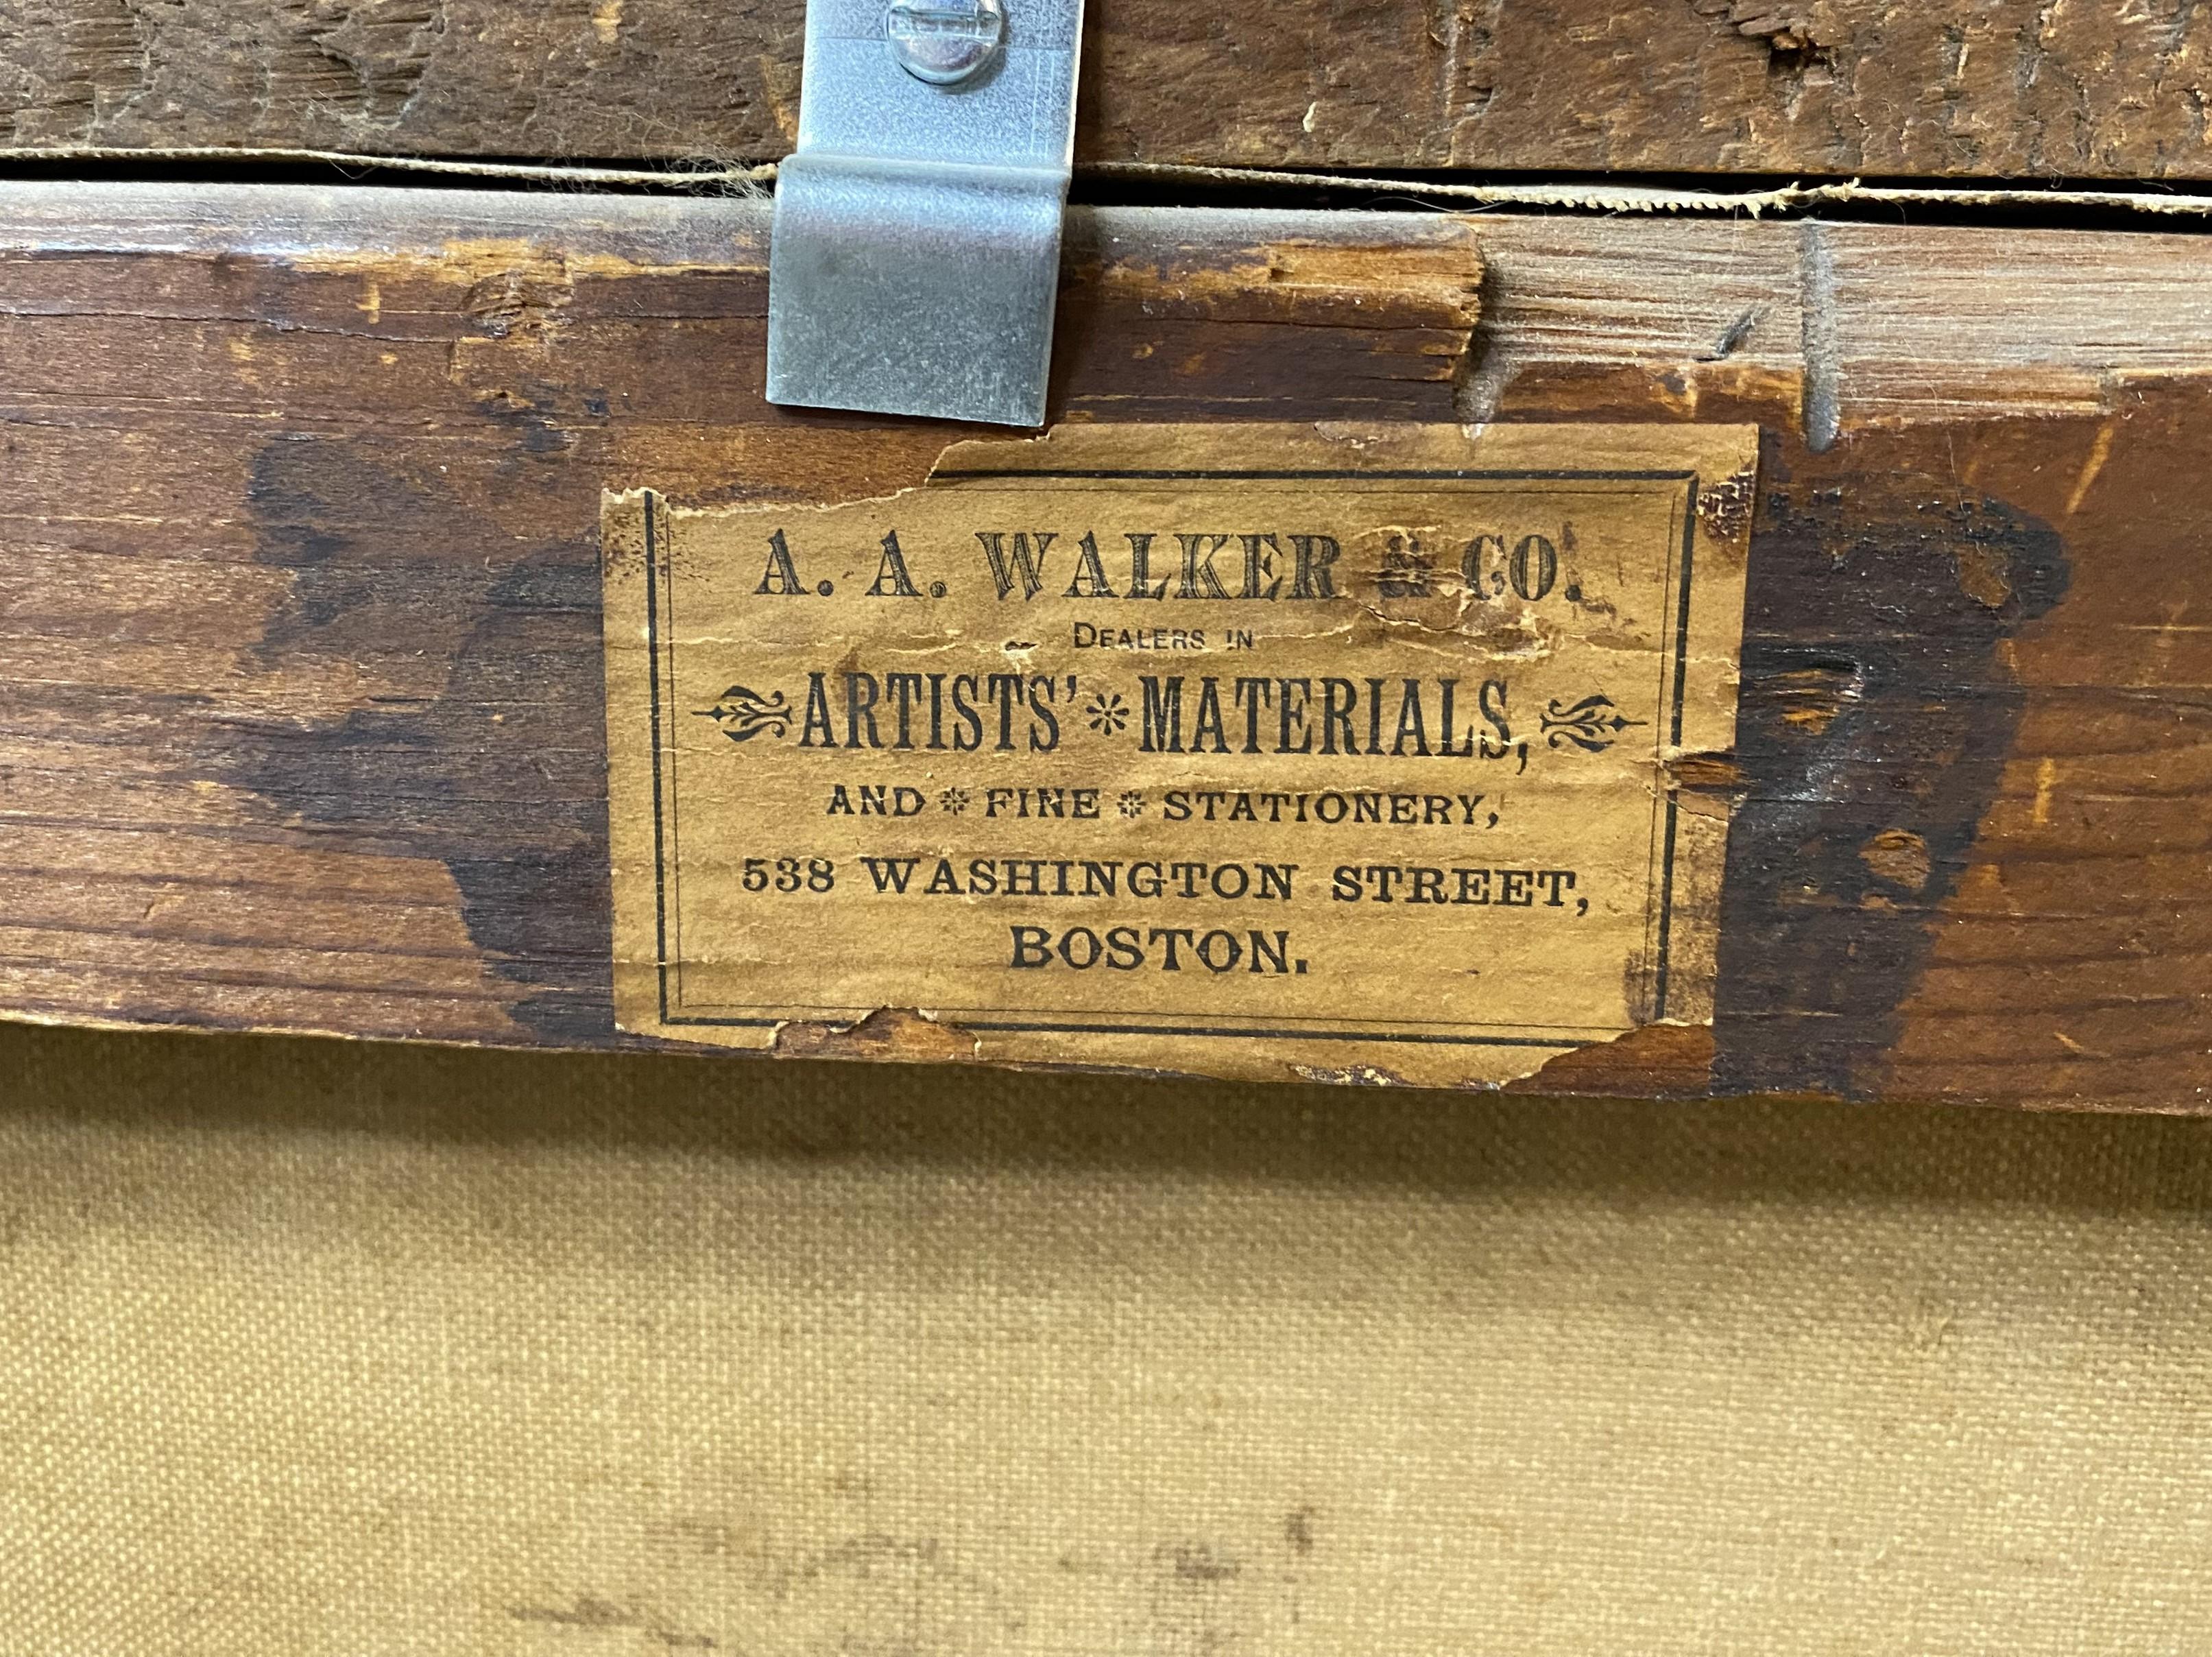 A. A. WALKER & CO.
DEALERS IN
ARTISTS' MATERIALS,
AND FINE STATIONERY,
538 WASHINGTON STREET,
BOSTON.